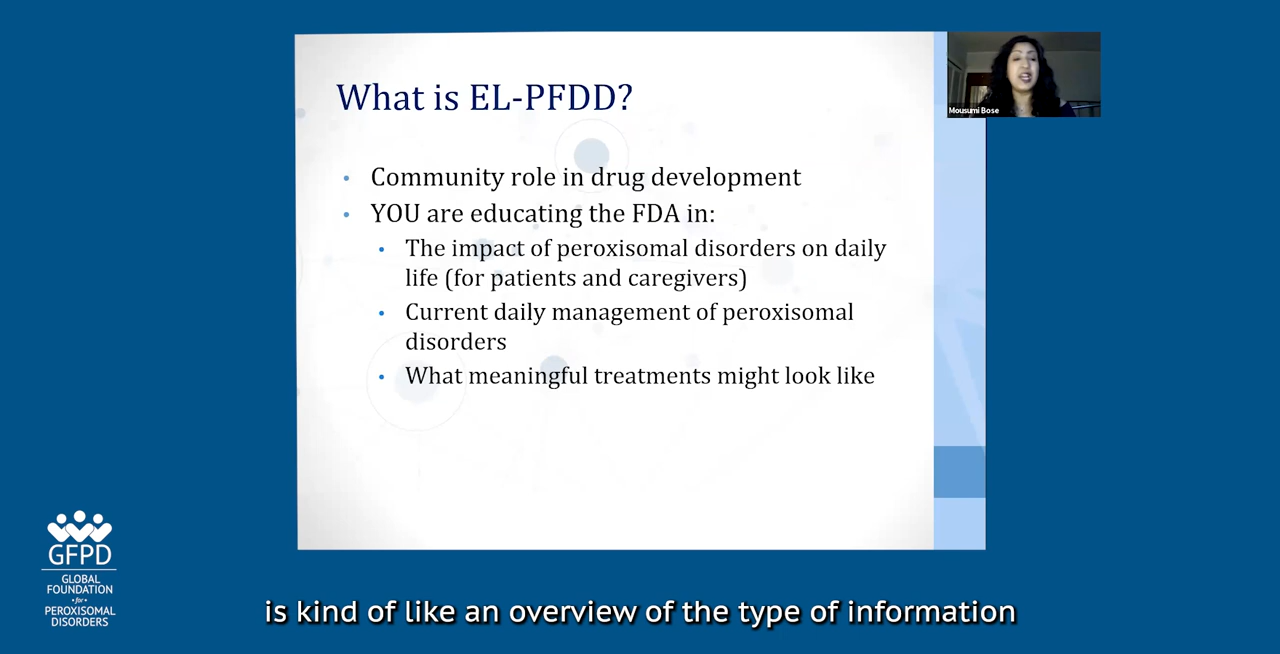 What is EL-PFDD?
Mousumi Bose
• Community role in drug development
• YOU are educating the FDA in:
• The impact of peroxisomal disorders on daily
life (for patients and caregivers)
• Current daily management of peroxisomal
disorders
• What meaningful treatments might look like
GFPD
GLOBAL
FOUNDATION
•for•
PEROXISOMAL
DISORDERS
is kind of like an overview of the type of information